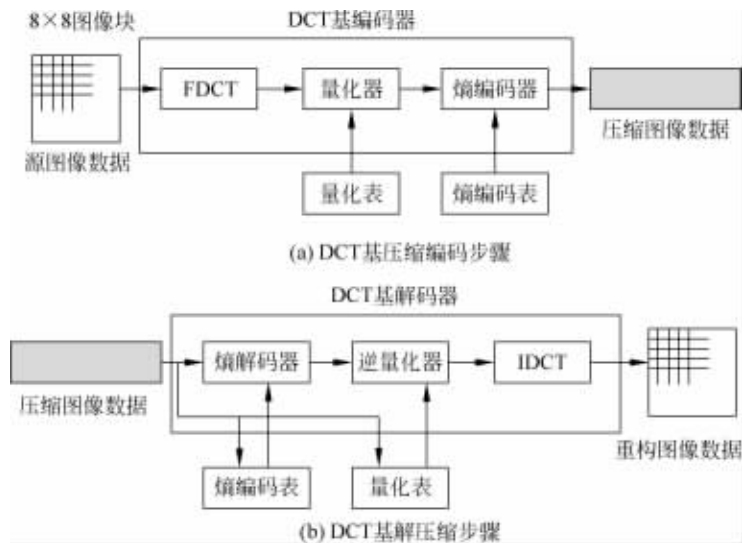 8×8图像块
DCT基编码器
FDCT
量化器
熵编码器
源图像数据
压缩图像数据
量化表
熵编码表
(a) DCT基压缩编码步骤
DCT基解码器
熵解码器
逆量化器
IDCT
压缩图像数据
重构图像数据
熵编码表
量化表
(b) DCT基解压缩步骤